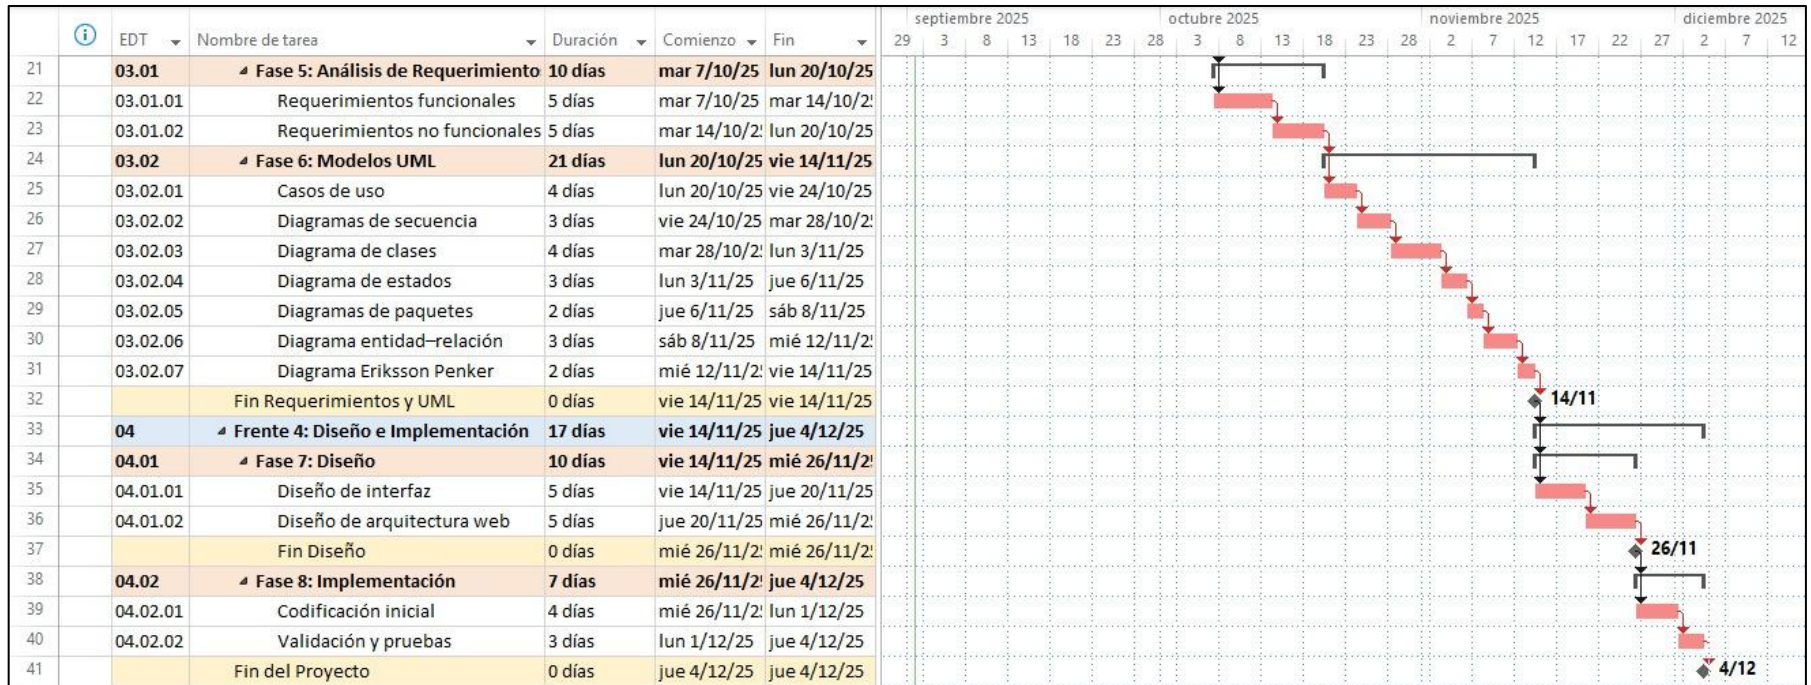 septiembre 2025 octubre 2025 noviembre 2025 diciembre 2025
EDT Nombre de tarea Duración Comienzo Fin 29 3 8 13 18 23 28 3 8 13 18 23 28 2 7 12 17 22 27 2 7 12
21 03.01 Fase 5: Análisis de Requerimiento 10 días mar 7/10/25 lun 20/10/25
22 03.01.01 Requerimientos funcionales 5 días mar 7/10/25 mar 14/10/2
23 03.01.02 Requerimientos no funcionales 5 días mar 14/10/2 lun 20/10/25
24 03.02 Fase 6: Modelos UML 21 días lun 20/10/25 vie 14/11/25
25 03.02.01 Casos de uso 4 días lun 20/10/25 vie 24/10/25
26 03.02.02 Diagramas de secuencia 3 días vie 24/10/25 mar 28/10/2
27 03.02.03 Diagrama de clases 4 días mar 28/10/2 lun 3/11/25
28 03.02.04 Diagrama de estados 3 días lun 3/11/25 jue 6/11/25
29 03.02.05 Diagramas de paquetes 2 días jue 6/11/25 sáb 8/11/25
30 03.02.06 Diagrama entidad–relación 3 días sáb 8/11/25 mié 12/11/2
31 03.02.07 Diagrama Eriksson Penker 2 días mié 12/11/2 vie 14/11/25
32 Fin Requerimientos y UML 0 días vie 14/11/25 vie 14/11/25 14/11
33 04 Frente 4: Diseño e Implementación 17 días vie 14/11/25 jue 4/12/25
34 04.01 Fase 7: Diseño 10 días vie 14/11/25 mié 26/11/2
35 04.01.01 Diseño de interfaz 5 días vie 14/11/25 jue 20/11/25
36 04.01.02 Diseño de arquitectura web 5 días jue 20/11/25 mié 26/11/2
37 Fin Diseño 0 días mié 26/11/2 mié 26/11/2 26/11
38 04.02 Fase 8: Implementación 7 días mié 26/11/2 jue 4/12/25
39 04.02.01 Codificación inicial 4 días mié 26/11/2 lun 1/12/25
40 04.02.02 Validación y pruebas 3 días lun 1/12/25 jue 4/12/25
41 Fin del Proyecto 0 días jue 4/12/25 jue 4/12/25 4/12